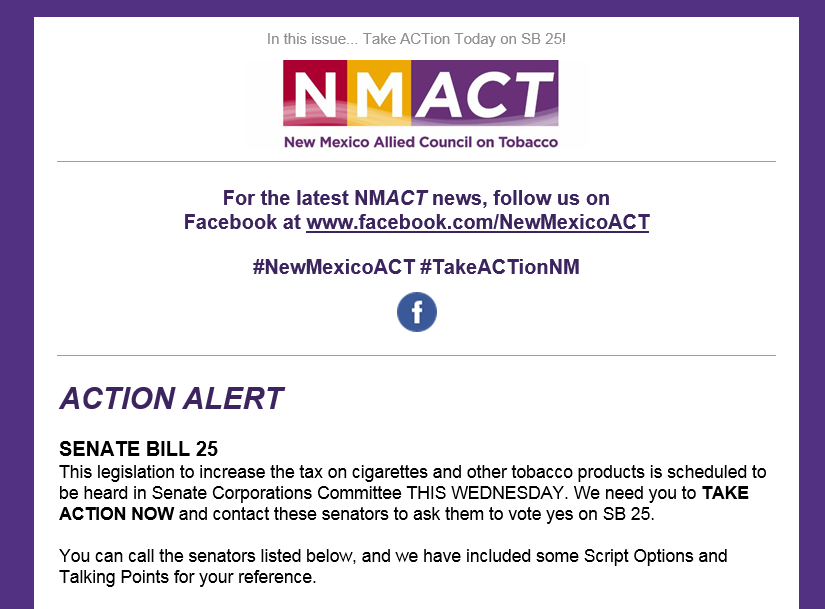 In this issue... Take ACTion Today on SB 25!
NMACT
New Mexico Allied Council on Tobacco
For the latest NMACT news, follow us on
Facebook at www.facebook.com/NewMexicoACT
#NewMexicoACT #TakeACTionNM
f
ACTION ALERT
SENATE BILL 25
This legislation to increase the tax on cigarettes and other tobacco products is scheduled to
be heard in Senate Corporations Committee THIS WEDNESDAY. We need you to TAKE
ACTION NOW and contact these senators to ask them to vote yes on SB 25.
You can call the senators listed below, and we have included some Script Options and
Talking Points for your reference.